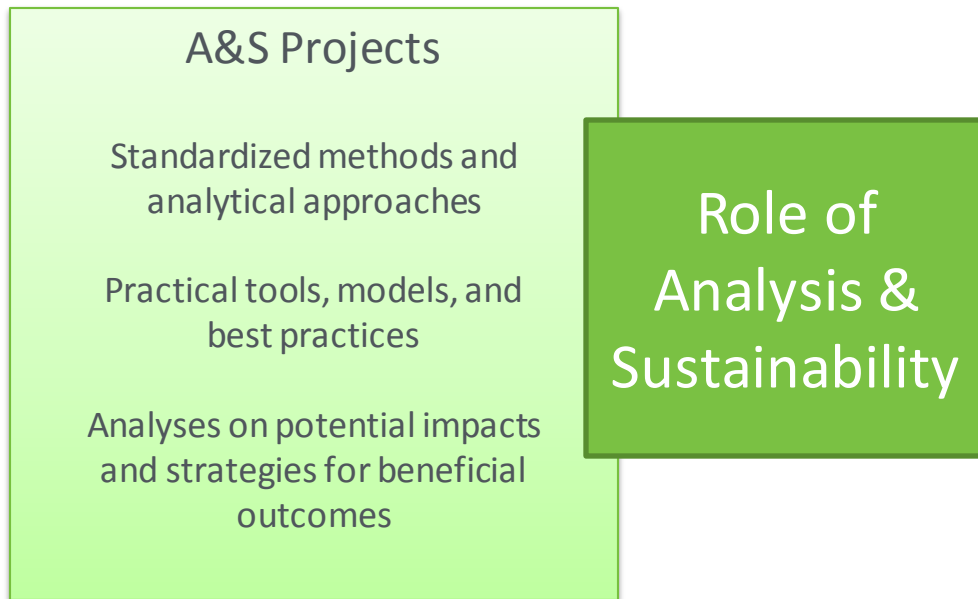 A&S Projects
Standardized methods and
analytical approaches
Practical tools, models, and
best practices
Analyses on potential impacts
and strategies for beneficial
outcomes
Role of
Analysis &
Sustainability